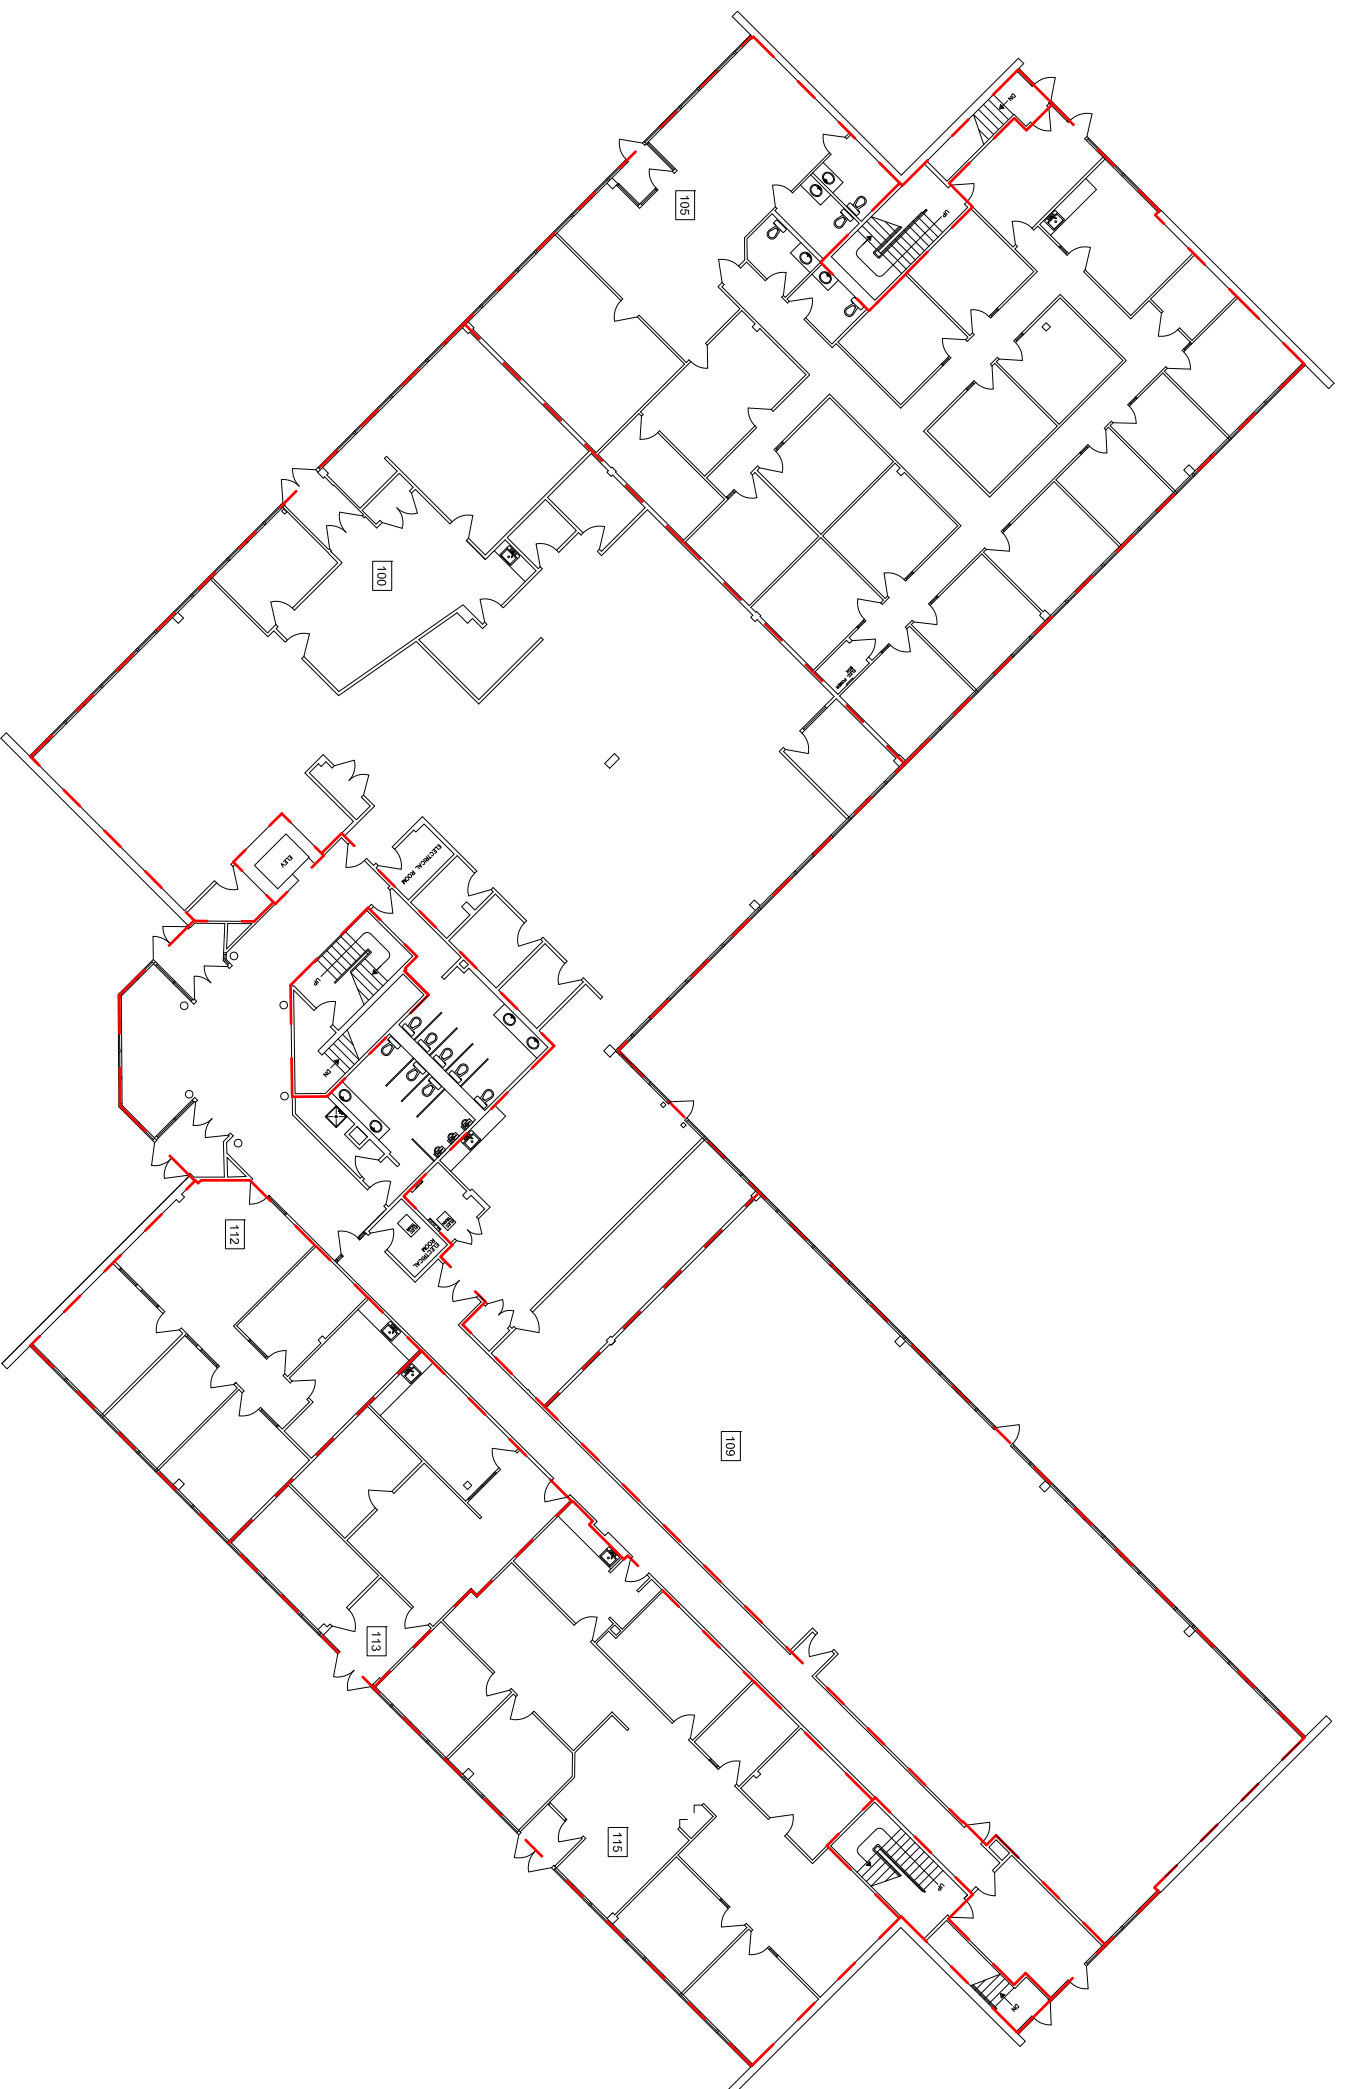 DN
105
UP
100
ELEV
ELECTRICAL ROOM
UP
DN
112
ELECTRICAL
ROOM
109
113
115
UP
DN